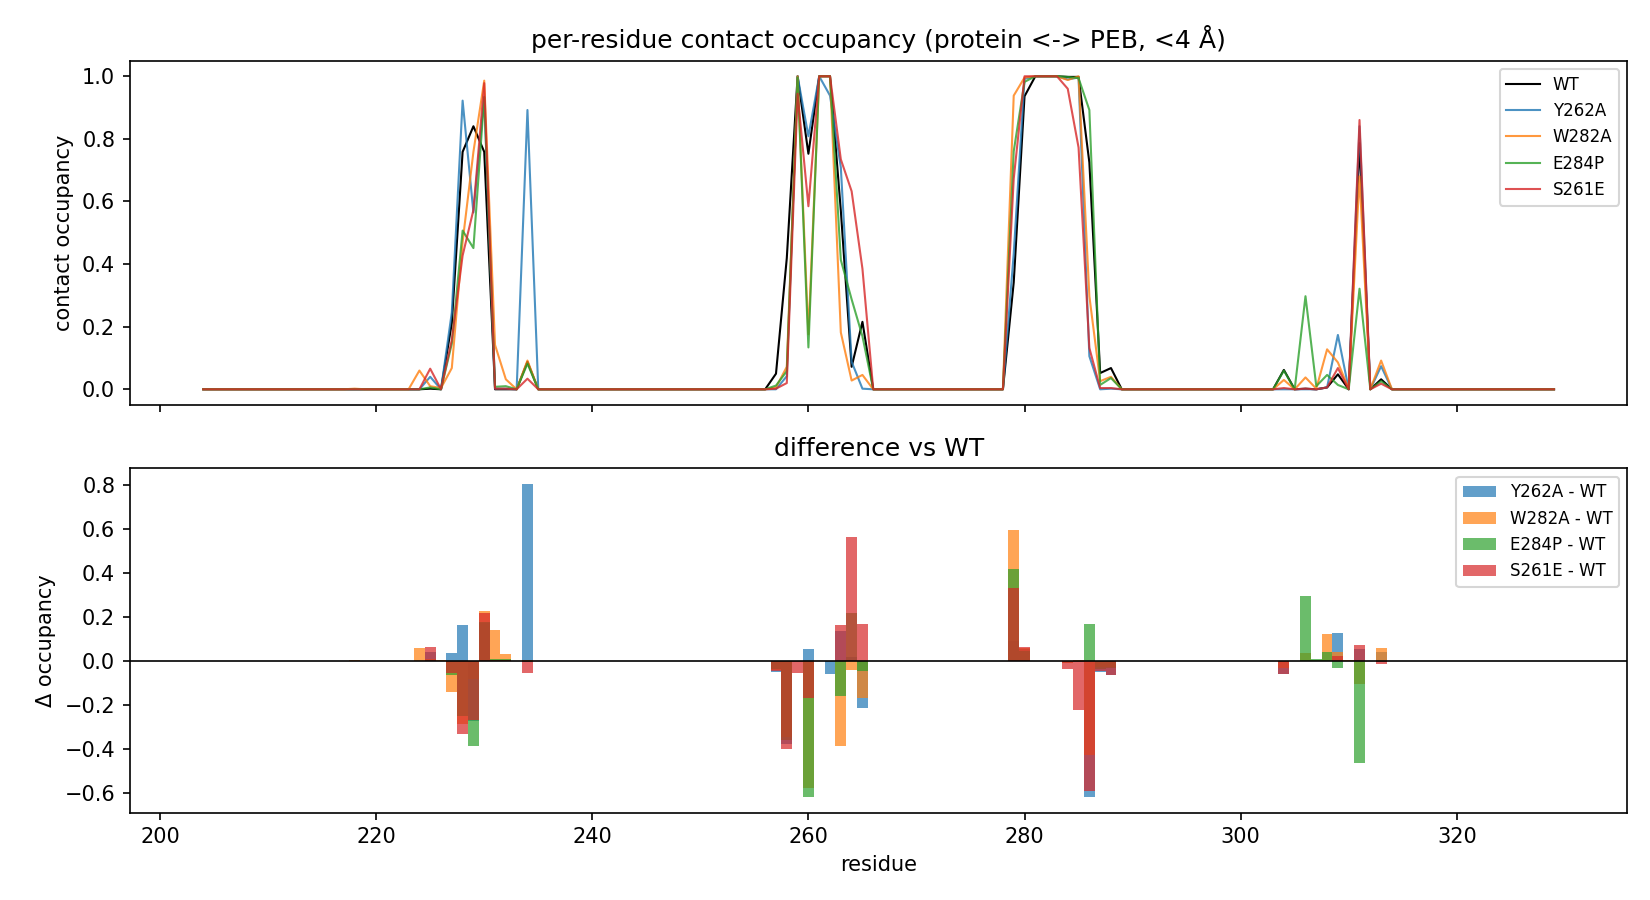 per-residue contact occupancy (protein <-> PEB, <4 Å)
contact occupancy
1.0
0.8
0.6
0.4
0.2
0.0
WT
Y262A
W282A
E284P
S261E
difference vs WT
Δ occupancy
0.8
0.6
0.4
0.2
0.0
−0.2
−0.4
−0.6
Y262A - WT
W282A - WT
E284P - WT
S261E - WT
200
220
240
260
280
300
320
residue